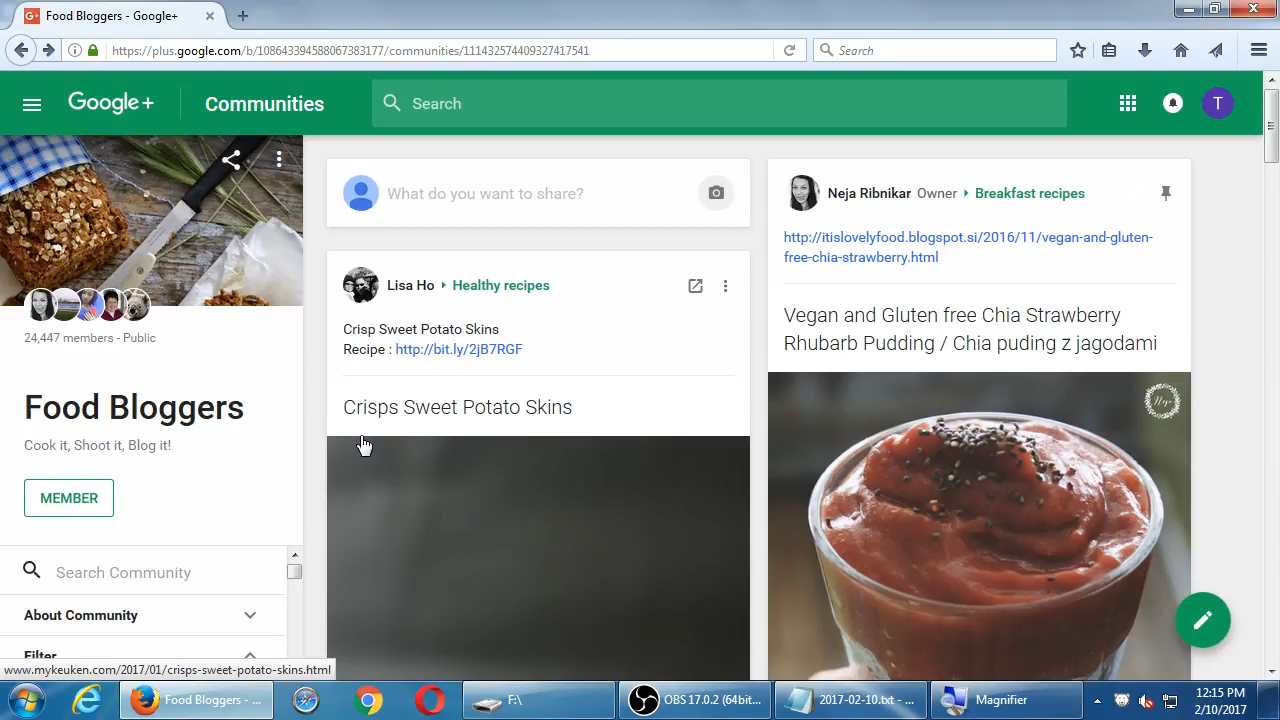 Food Bloggers - Google+
https://plus.google.com/b/108643394588067383177/communities/111432574409327417541
Search
Google+
Communities
Search
T
24,447 members - Public
Food Bloggers
Cook it, Shoot it, Blog it!
MEMBER
Search Community
About Community
Filter
What do you want to share?
Lisa Ho
Healthy recipes
Crisp Sweet Potato Skins
Recipe : http://bit.ly/2jB7RGF
Crisps Sweet Potato Skins
Neja Ribnikar Owner
Breakfast recipes
http://itislovelyfood.blogspot.si/2016/11/vegan-and-gluten-
free-chia-strawberry.html
Vegan and Gluten free Chia Strawberry
Rhubarb Pudding / Chia puding z jagodami
www.mykeuken.com/2017/01/crisps-sweet-potato-skins.html
Food Bloggers - ...
F:\
OBS 17.0.2 (64bit...
2017-02-10.txt - ...
Magnifier
12:15 PM
2/10/2017